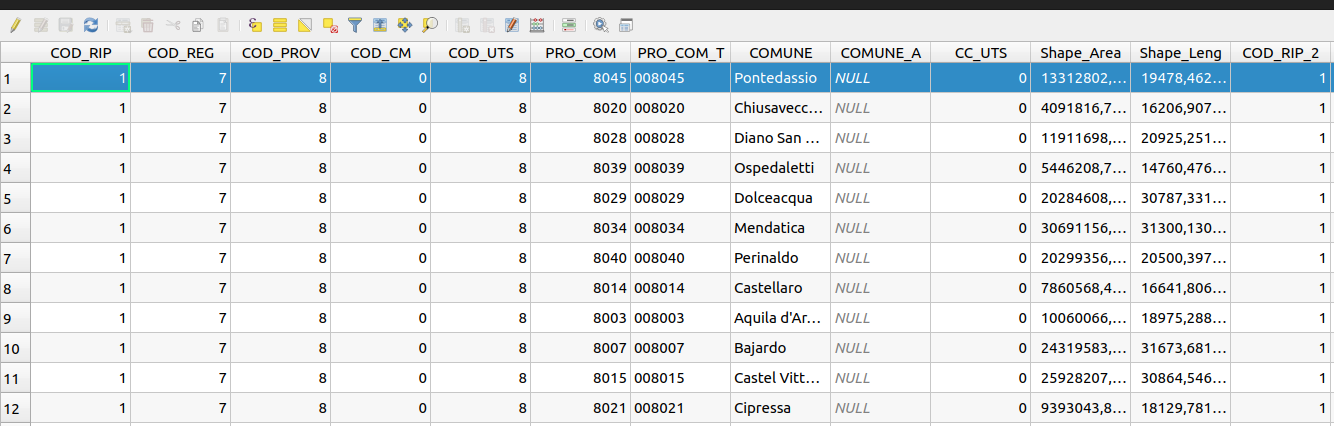 COD_RIP COD_REG COD_PROV COD_CM COD_UTS PRO_COM PRO_COM_T COMUNE COMUNE_A CC_UTS Shape_Area Shape_Leng COD_RIP_2
1 1 7 8 0 8 8045 008045 Pontedassio NULL 0 13312802,... 19478,462... 1
2 1 7 8 0 8 8020 008020 Chiusavecc... NULL 0 4091816,7... 16206,907... 1
3 1 7 8 0 8 8028 008028 Diano San ... NULL 0 11911698,... 20925,251... 1
4 1 7 8 0 8 8039 008039 Ospedaletti NULL 0 5446208,7... 14760,476... 1
5 1 7 8 0 8 8029 008029 Dolceacqua NULL 0 20284608,... 30787,331... 1
6 1 7 8 0 8 8034 008034 Mendatica NULL 0 30691156,... 31300,130... 1
7 1 7 8 0 8 8040 008040 Perinaldo NULL 0 20299356,... 20500,397... 1
8 1 7 8 0 8 8014 008014 Castellaro NULL 0 7860568,4... 16641,806... 1
9 1 7 8 0 8 8003 008003 Aquila d'Ar... NULL 0 10060066,... 18975,288... 1
10 1 7 8 0 8 8007 008007 Bajardo NULL 0 24319583,... 31673,681... 1
11 1 7 8 0 8 8015 008015 Castel Vitt... NULL 0 25928207,... 30864,546... 1
12 1 7 8 0 8 8021 008021 Cipressa NULL 0 9393043,8... 18129,781... 1